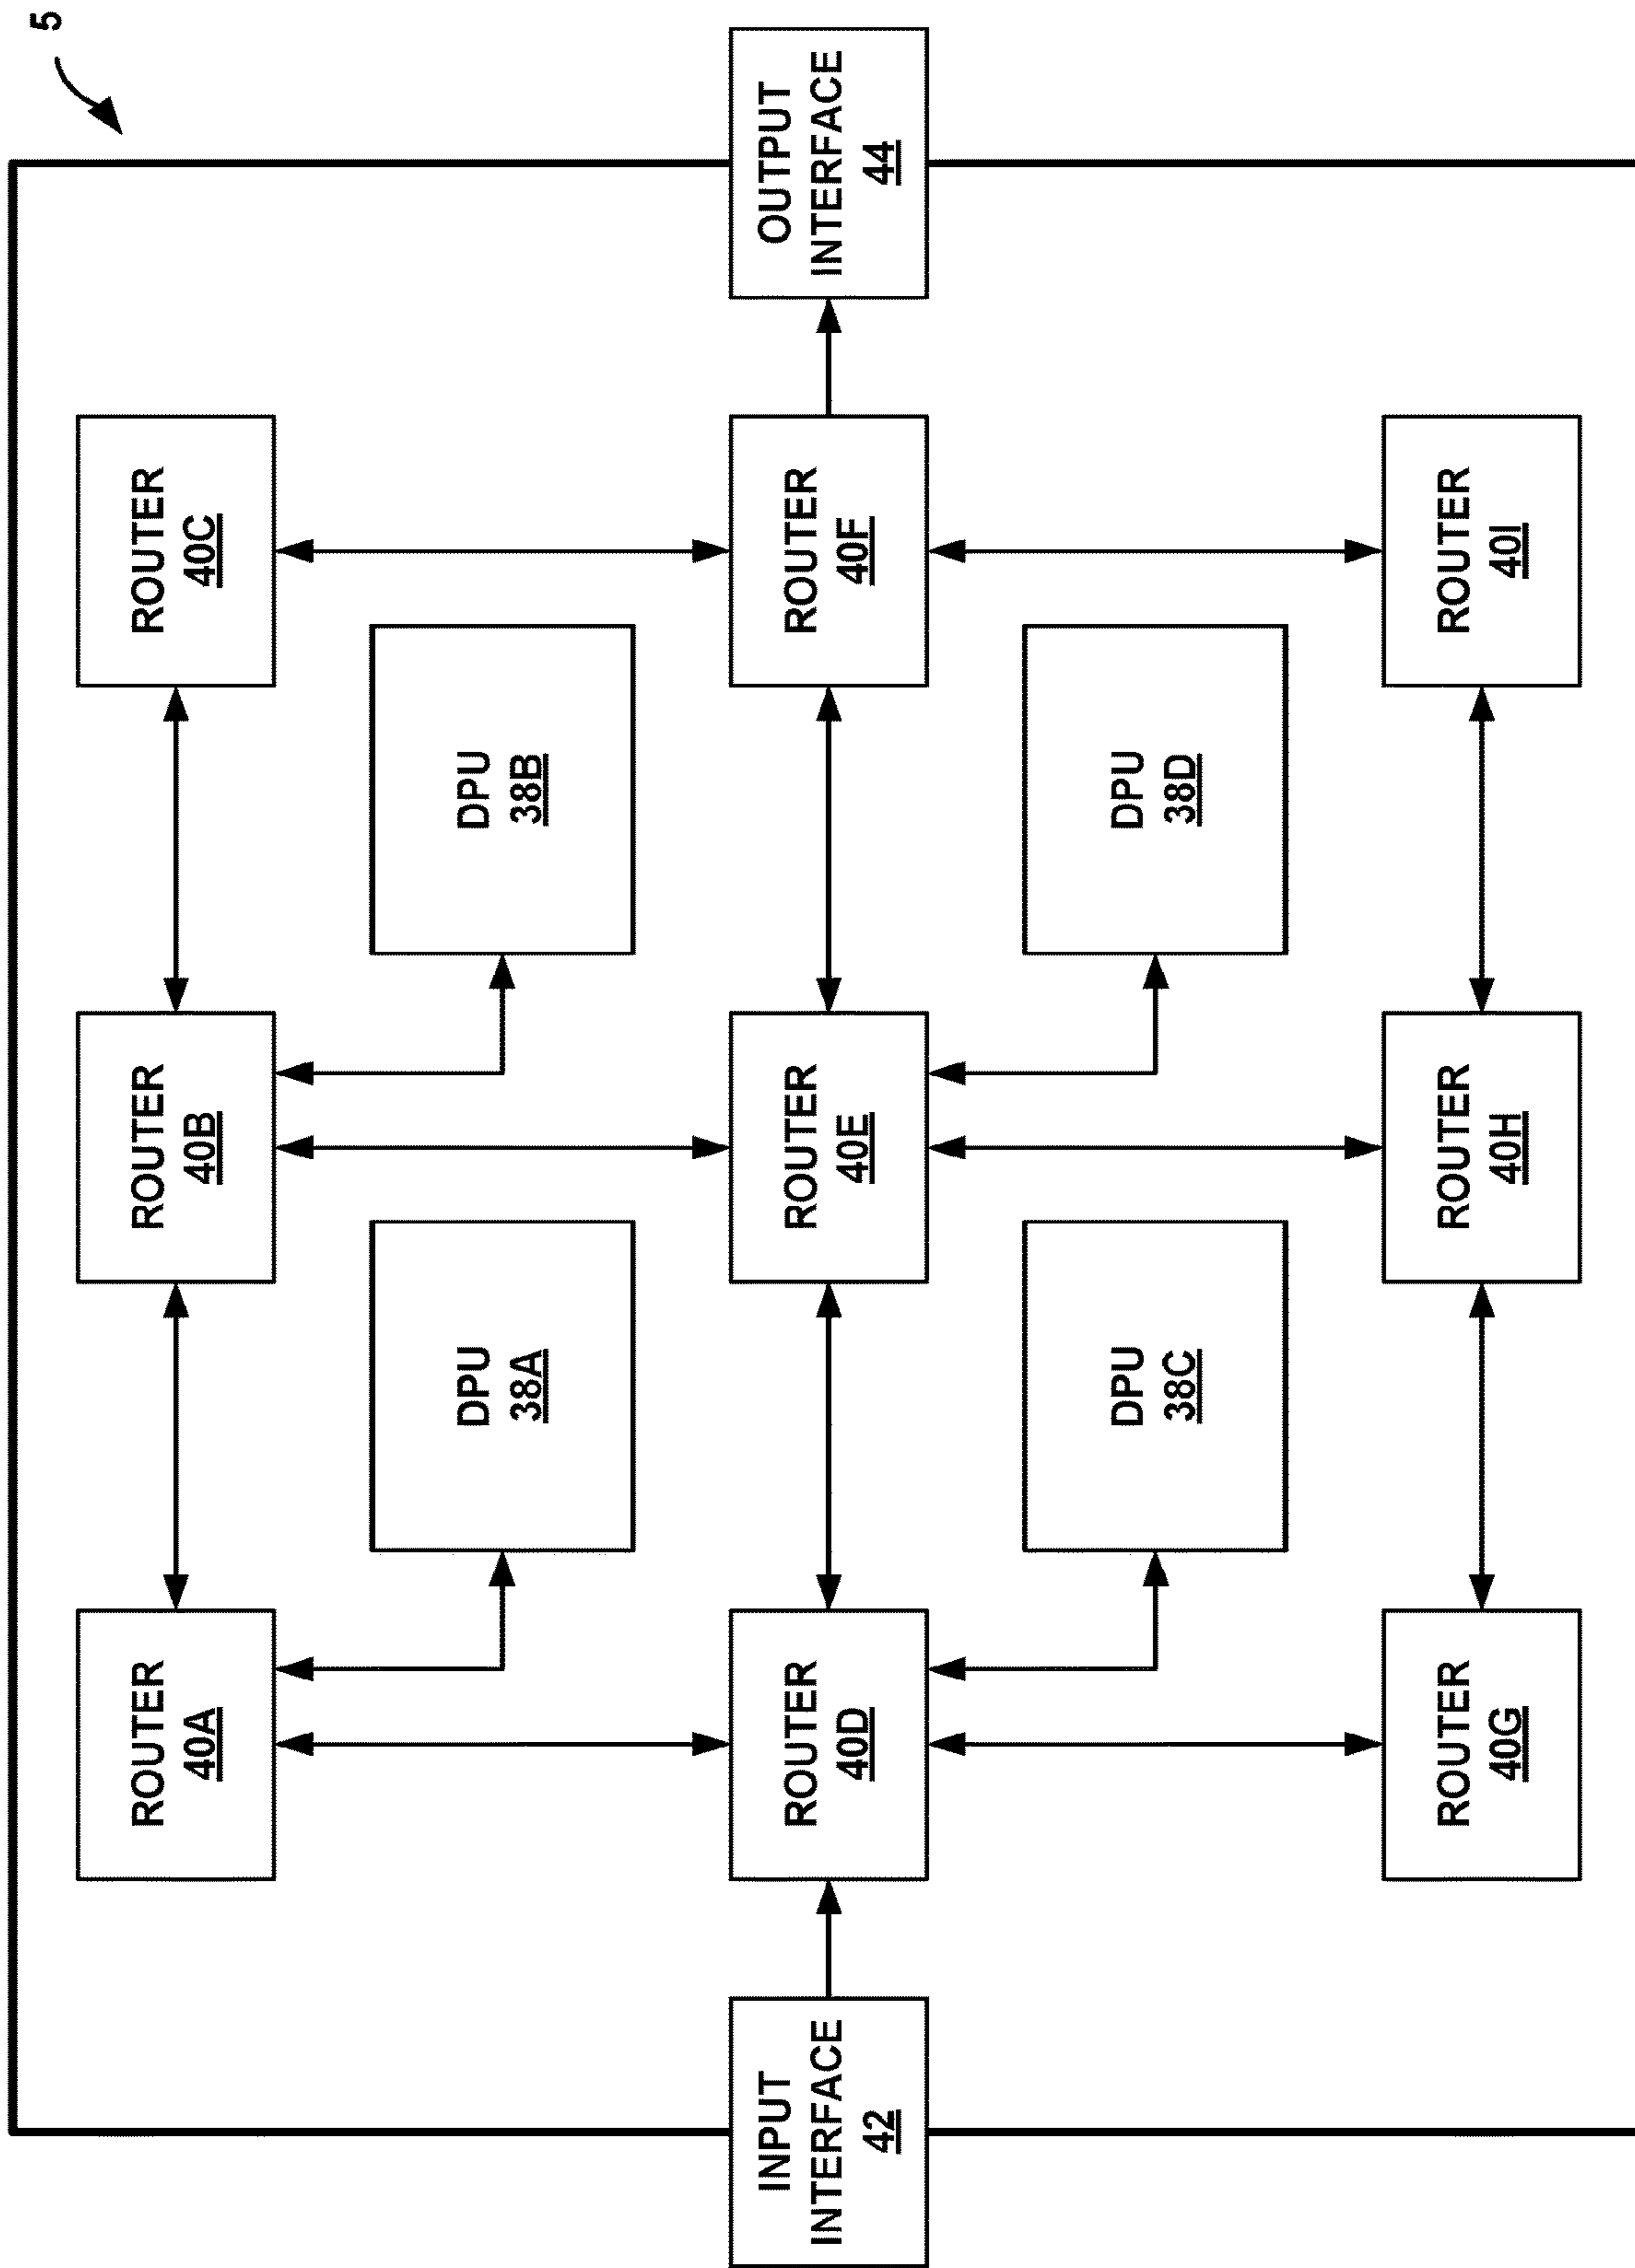 5
ROUTER
40A
ROUTER
40B
ROUTER
40C
DPU
38A
DPU
38B
INPUT
INTERFACE
42
ROUTER
40D
ROUTER
40E
ROUTER
40F
OUTPUT
INTERFACE
44
DPU
38C
DPU
38D
ROUTER
40G
ROUTER
40H
ROUTER
40I